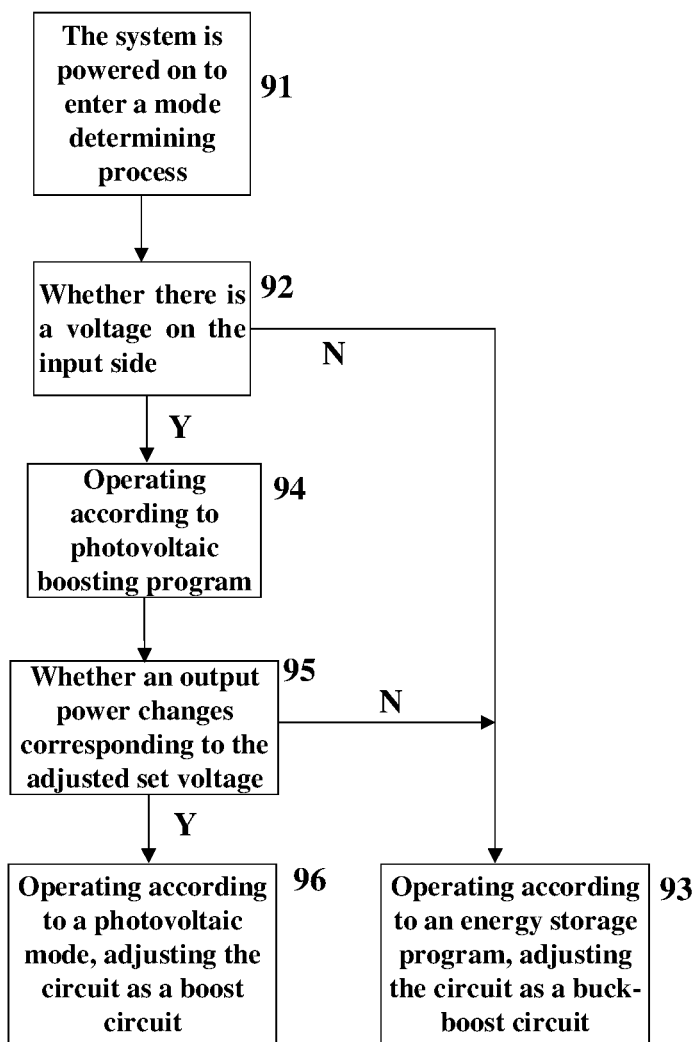 The system is
powered on to
enter a mode
determining
process
91
Whether there is
a voltage on the
input side
92
N
Y
Operating
according to
photovoltaic
boosting program
94
Whether an output
power changes
corresponding to the
adjusted set voltage
95
N
Y
Operating according
to a photovoltaic
mode, adjusting the
circuit as a boost
circuit
96
Operating according
to an energy storage
program, adjusting
the circuit as a buck-
boost circuit
93